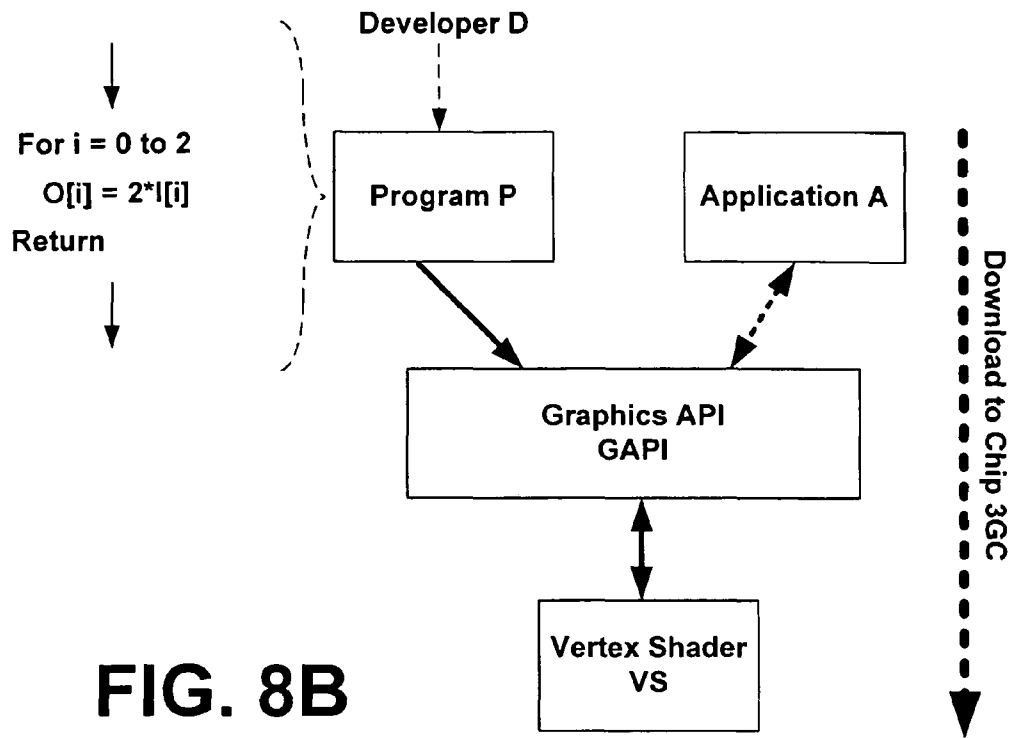 Developer D
For i = 0 to 2
O[i] = 2*I[i]
Return
Program P
Application A
Graphics API
GAPI
Vertex Shader
VS
Download to Chip 3GC
FIG. 8B